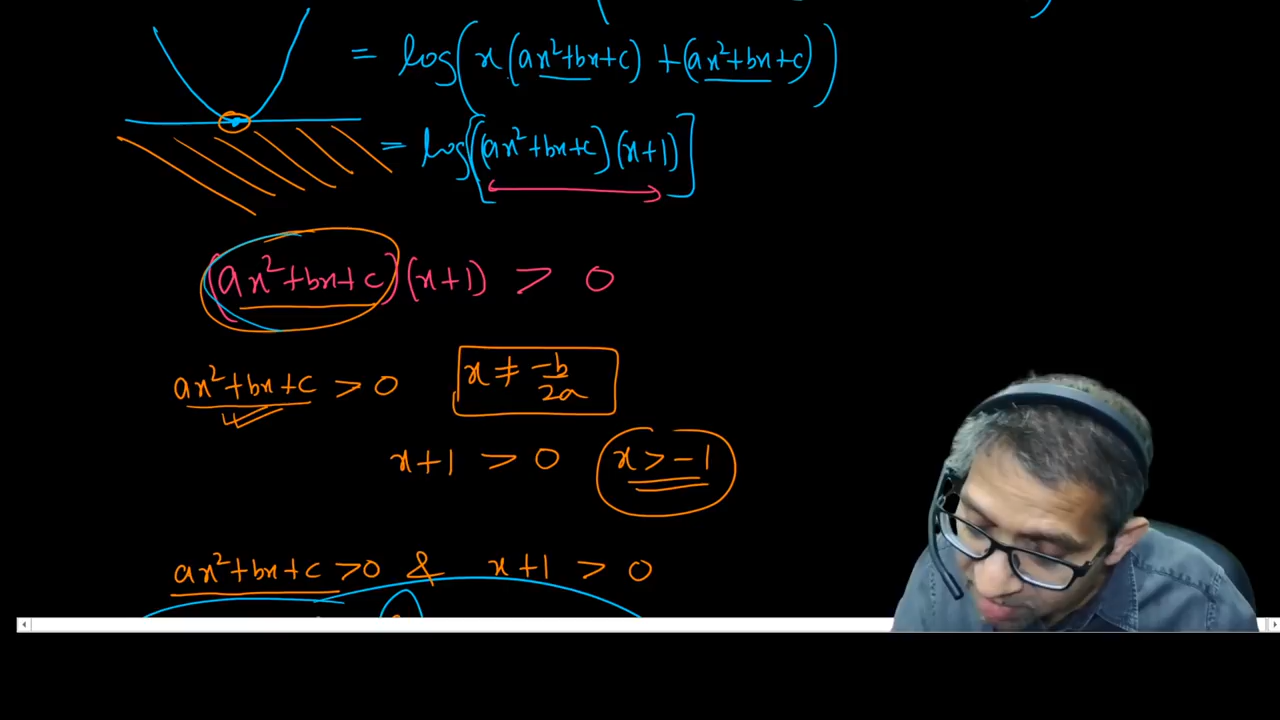 = log(x(ax²+bx+c) +(ax²+bx+c))
= log[(ax²+bx+c)(x+1)]
(ax²+bx+c)(x+1) > 0
ax²+bx+c > 0 x ≠ -b/2a
x+1 > 0 x > -1
ax²+bx+c >0 & x+1 > 0